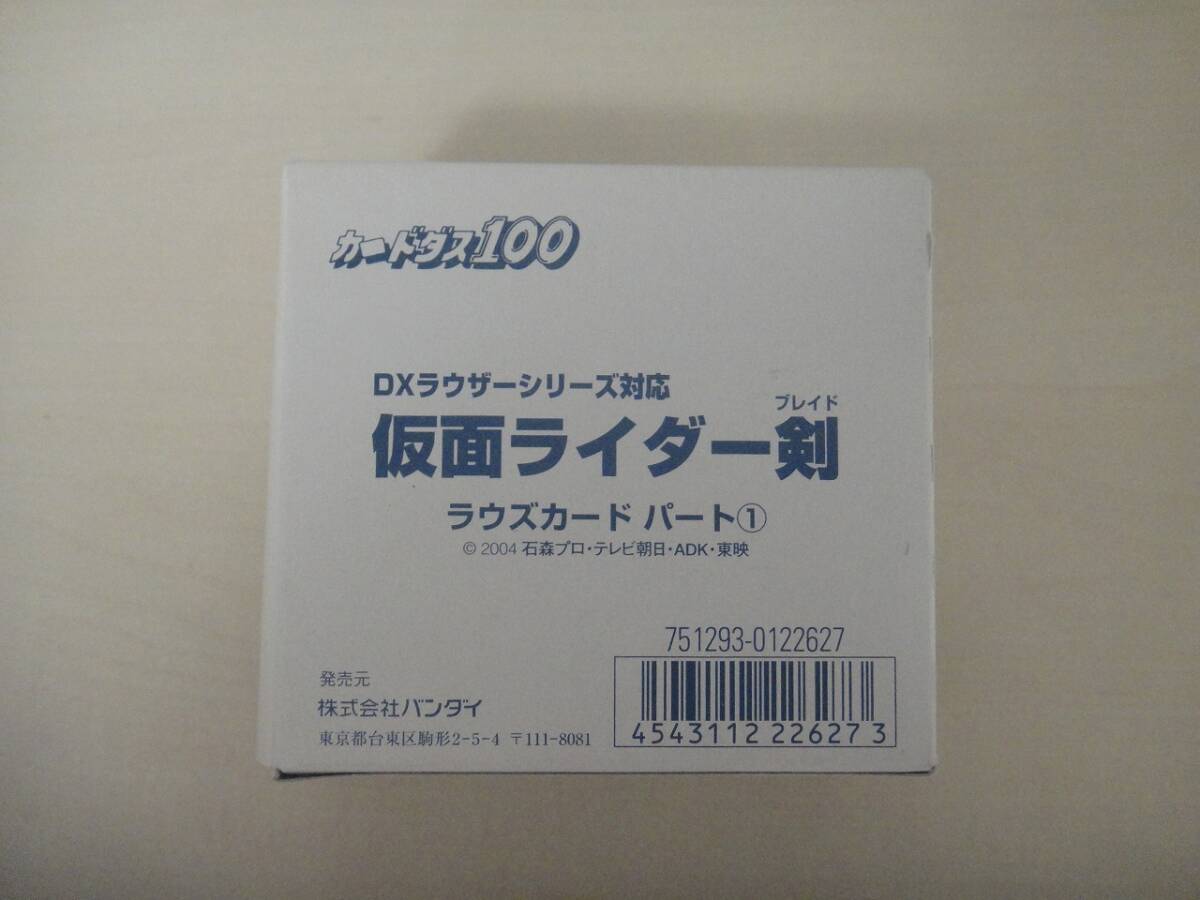 カードダス100
DXラウザーシリーズ対応
ブレイド
仮面ライダー剣
ラウズカード パート①
© 2004 石森プロ・テレビ朝日・ADK・東映
751293-0122627
発売元
株式会社バンダイ
東京都台東区駒形2-5-4 〒111-8081
4543112 226273